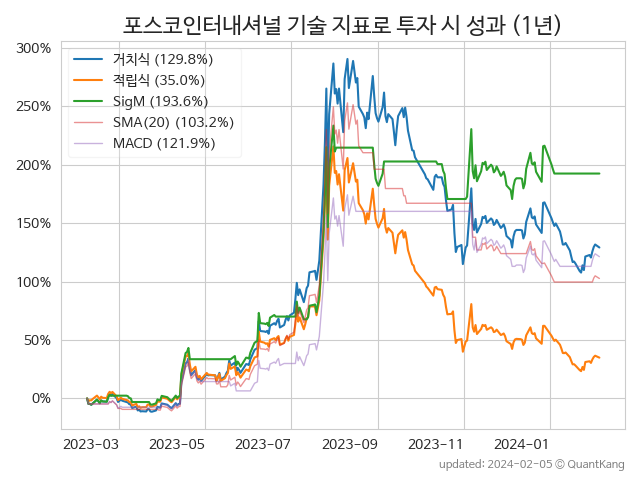 포스코인터내셔널 기술 지표로 투자 시 성과 (1년)
300%
250%
200%
150%
100%
50%
0%
거치식 (129.8%)
적립식 (35.0%)
SigM (193.6%)
SMA(20) (103.2%)
MACD (121.9%)
2023-03
2023-05
2023-07
2023-09
2023-11
2024-01
updated: 2024-02-05 © QuantKang